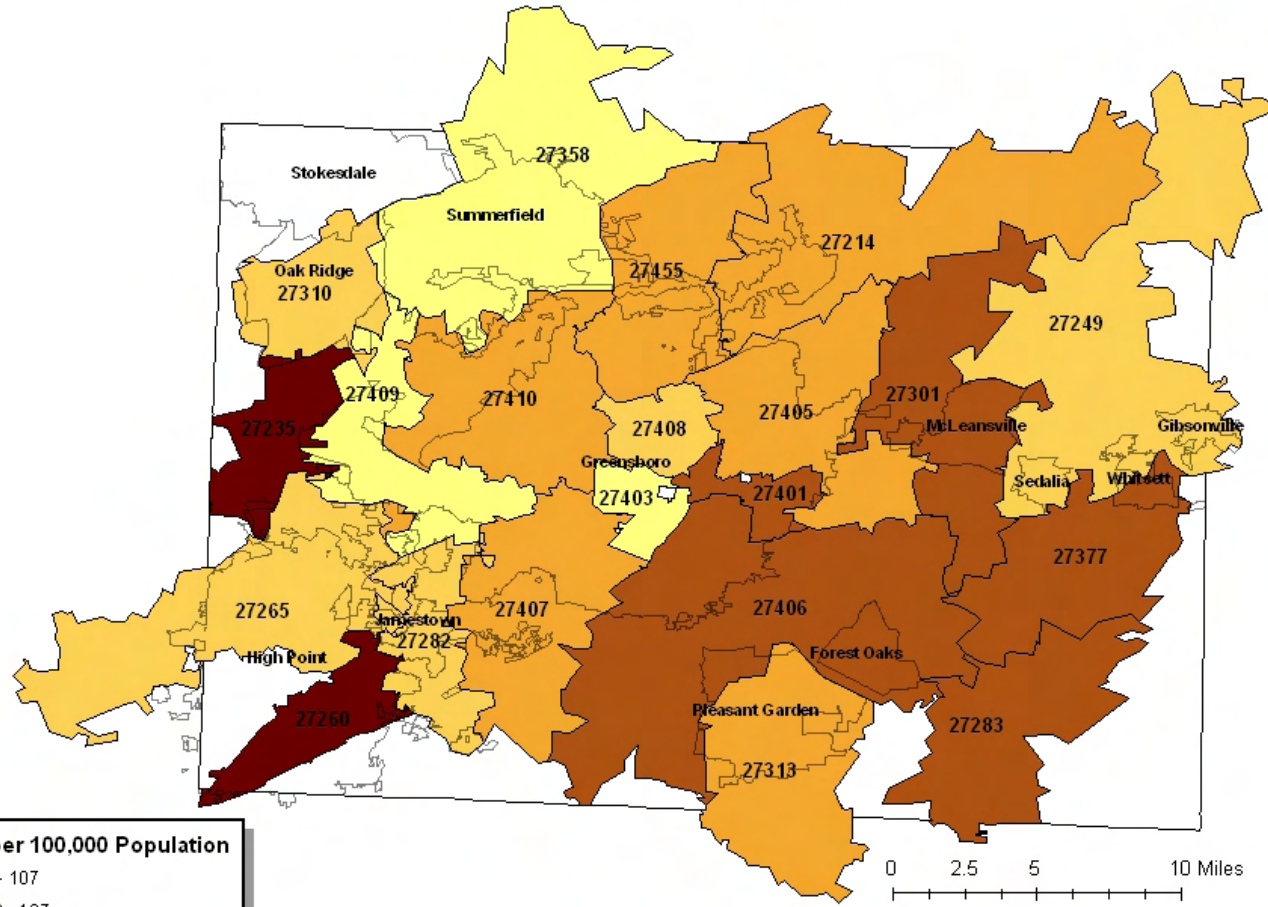 27358
Stokesdale
Summerfield
27214
Oak Ridge
27455
27310
27249
27409
27410
27301
27405
27235
27408
McLeansville
Gibsonville
Greensboro
Sedalia
Whitsett
27403
27401
27377
27265
27407
27406
Jamestown
27282
High Point
Forest Oaks
27260
Pleasant Garden
27283
27313
er 100,000 Population
- 107
0
2.5
5
10 Miles